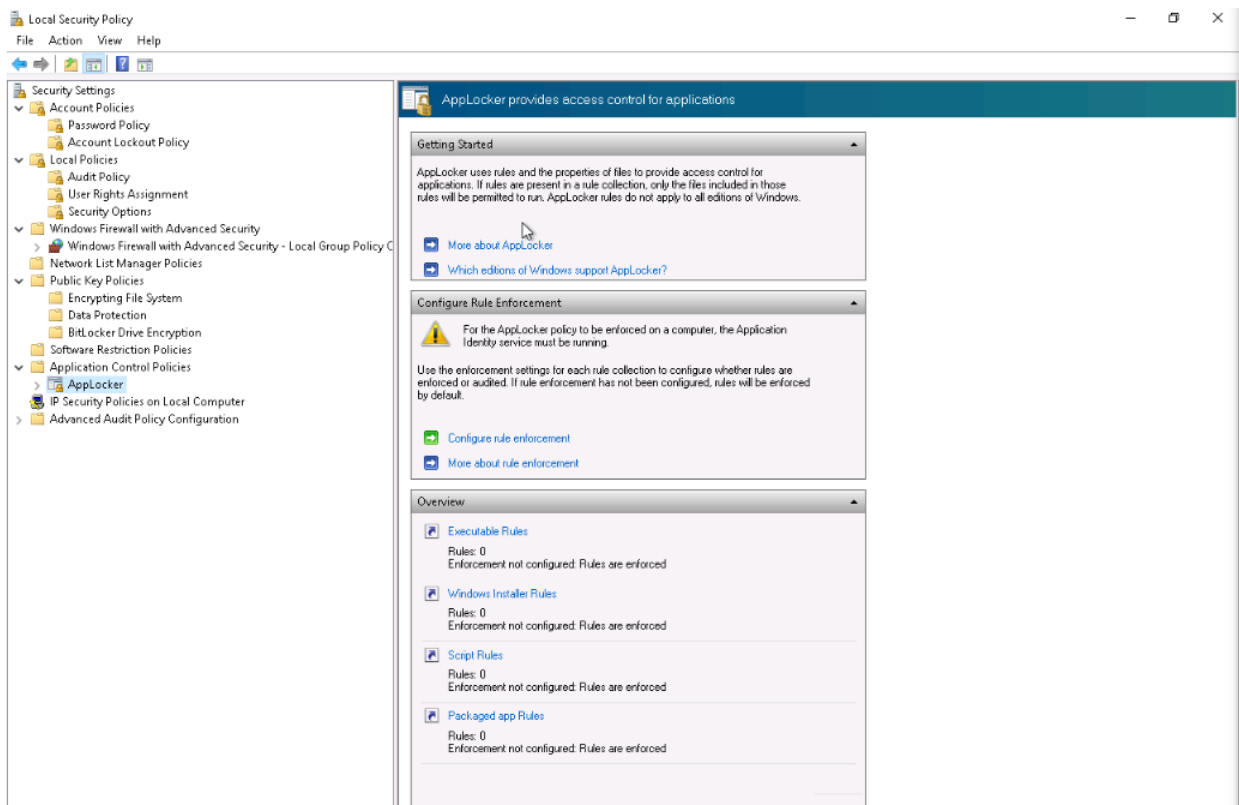 Local Security Policy
File Action View Help
Security Settings
Account Policies
Password Policy
Account Lockout Policy
Local Policies
Audit Policy
User Rights Assignment
Security Options
Windows Firewall with Advanced Security
Windows Firewall with Advanced Security - Local Group Policy C
Network List Manager Policies
Public Key Policies
Encrypting File System
Data Protection
BitLocker Drive Encryption
Software Restriction Policies
Application Control Policies
AppLocker
IP Security Policies on Local Computer
Advanced Audit Policy Configuration
AppLocker provides access control for applications
Getting Started
AppLocker uses rules and the properties of files to provide access control for
applications. If rules are present in a rule collection, only the files included in those
rules will be permitted to run. AppLocker rules do not apply to all editions of Windows.
More about AppLocker
Which editions of Windows support AppLocker?
Configure Rule Enforcement
For the AppLocker policy to be enforced on a computer, the Application
Identity service must be running.
Use the enforcement settings for each rule collection to configure whether rules are
enforced or audited. If rule enforcement has not been configured, rules will be enforced
by default.
Configure rule enforcement
More about rule enforcement
Overview
Executable Rules
Rules: 0
Enforcement not configured: Rules are enforced
Windows Installer Rules
Rules: 0
Enforcement not configured: Rules are enforced
Script Rules
Rules: 0
Enforcement not configured: Rules are enforced
Packaged app Rules
Rules: 0
Enforcement not configured: Rules are enforced